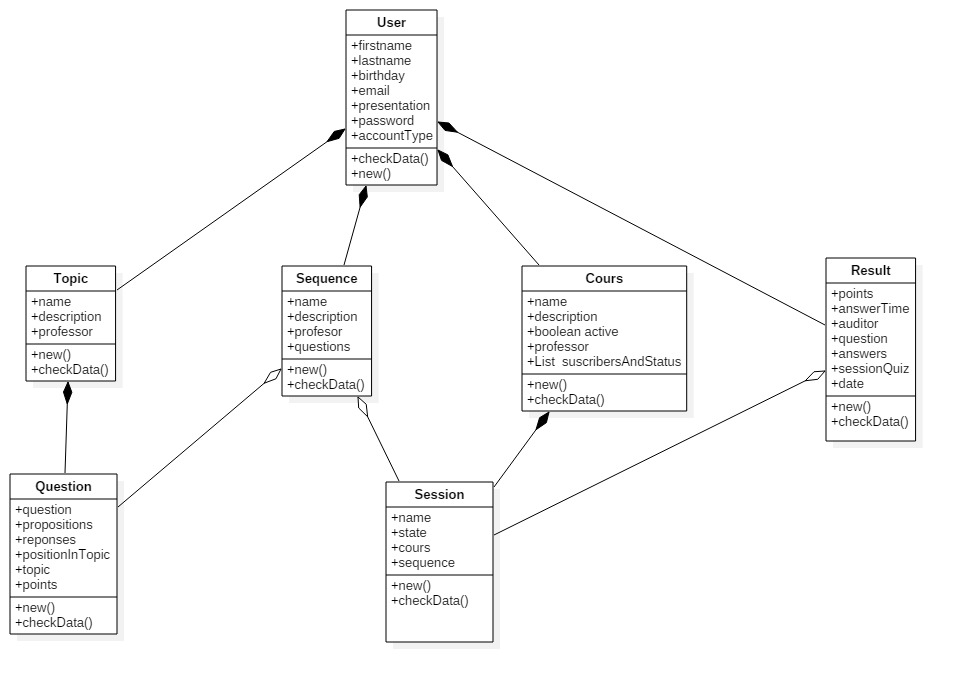 User
+firstname
+lastname
+birthday
+email
+presentation
+password
+accountType
+checkData()
+new()
Topic
+name
+description
+professor
+new()
+checkData()
Sequence
+name
+description
+profesor
+questions
+new()
+checkData()
Cours
+name
+description
+boolean active
+professor
+List suscribersAndStatus
+new()
+checkData()
Result
+points
+answerTime
+auditor
+question
+answers
+sessionQuiz
+date
+new()
+checkData()
Question
+question
+propositions
+reponses
+positionInTopic
+topic
+points
+new()
+checkData()
Session
+name
+state
+cours
+sequence
+new()
+checkData()